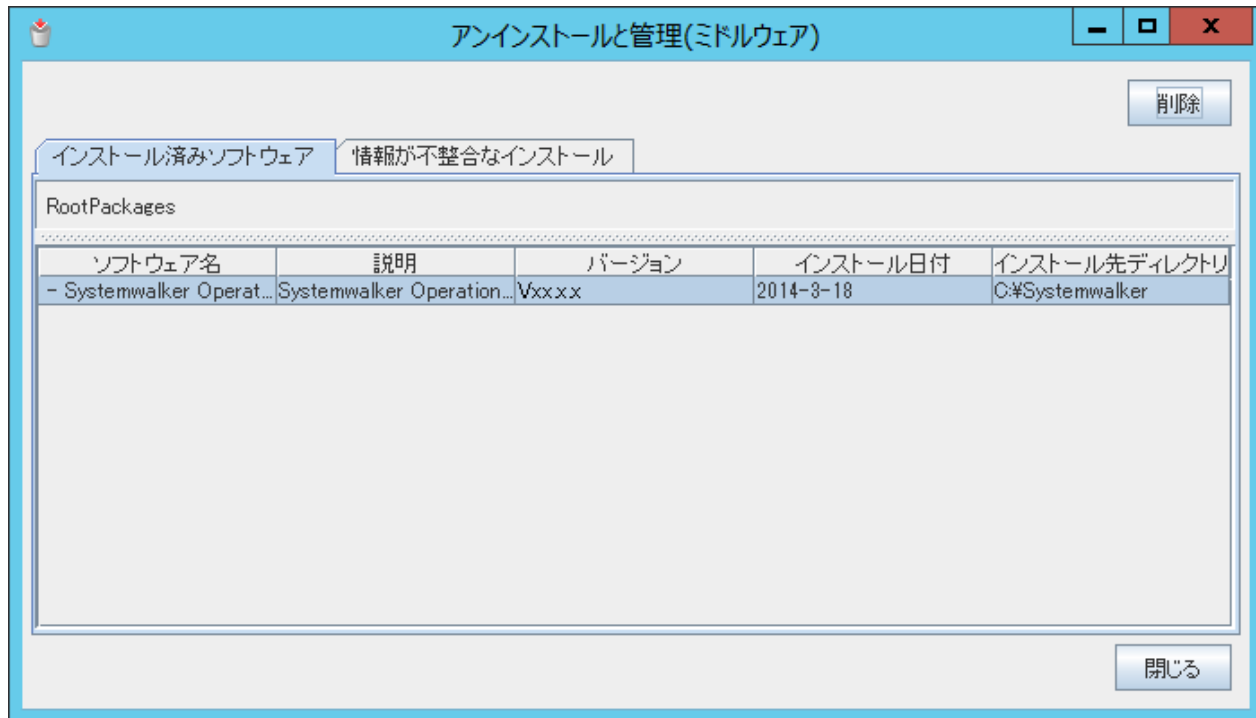 アンインストールと管理(ミドルウェア)
削除
インストール済みソフトウェア 情報が不整合なインストール
RootPackages
ソフトウェア名 説明 バージョン インストール日付 インストール先ディレクトリ
- Systemwalker Operat... Systemwalker Operation... Vxxxx 2014-3-18 C:¥Systemwalker
閉じる